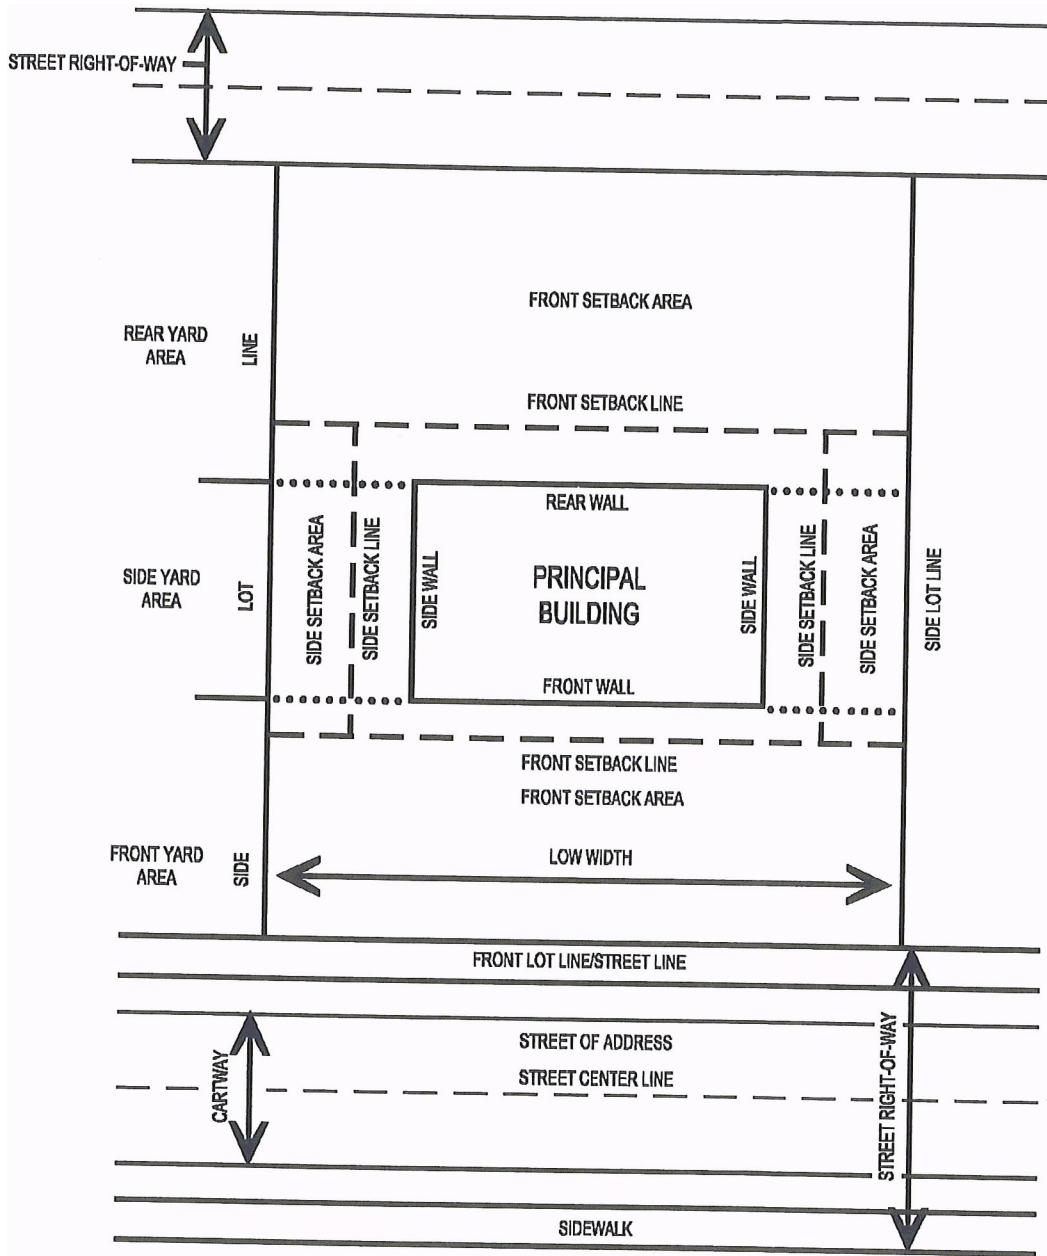 STREET RIGHT-OF-WAY
FRONT SETBACK AREA
REAR YARD
AREA
LINE
FRONT SETBACK LINE
REAR WALL
SIDE YARD
AREA
LOT
SIDE SETBACK AREA
SIDE SETBACK LINE
SIDE WALL
PRINCIPAL
BUILDING
SIDE WALL
SIDE SETBACK LINE
SIDE SETBACK AREA
SIDE LOT LINE
FRONT WALL
FRONT SETBACK LINE
FRONT SETBACK AREA
FRONT YARD
AREA
SIDE
LOW WIDTH
FRONT LOT LINE/STREET LINE
STREET OF ADDRESS
STREET CENTER LINE
CARTWAY
STREET RIGHT-OF-WAY
SIDEWALK